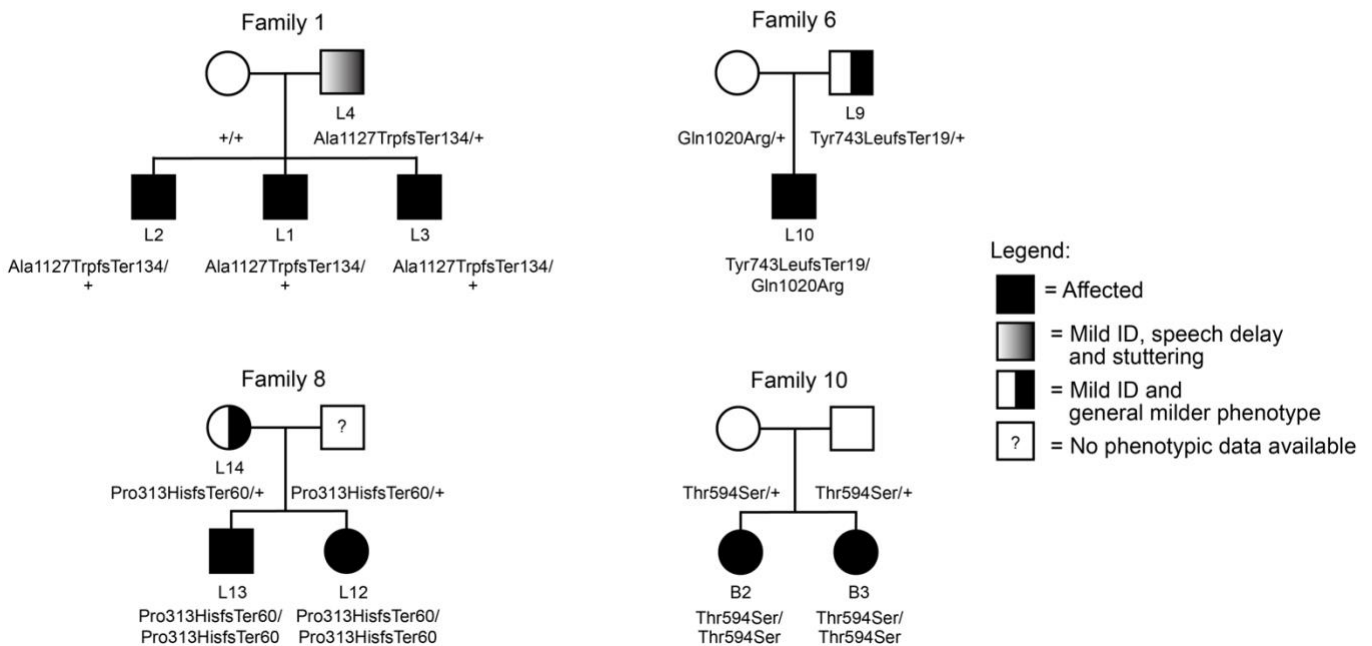 Family 1
L4
+/+
Ala1127TrpfsTer134/+
L2
L1
L3
Ala1127TrpfsTer134/
+
Ala1127TrpfsTer134/
+
Ala1127TrpfsTer134/
+
Family 6
L9
Gln1020Arg/+
Tyr743LeufsTer19/+
L10
Tyr743LeufsTer19/
Gln1020Arg
Legend:
= Affected
= Mild ID, speech delay
and stuttering
= Mild ID and
general milder phenotype
?
= No phenotypic data available
Family 8
?
L14
Pro313HisfsTer60/+
Pro313HisfsTer60/+
L13
L12
Pro313HisfsTer60/
Pro313HisfsTer60
Pro313HisfsTer60/
Pro313HisfsTer60
Family 10
Thr594Ser/+
Thr594Ser/+
B2
B3
Thr594Ser/
Thr594Ser
Thr594Ser/
Thr594Ser